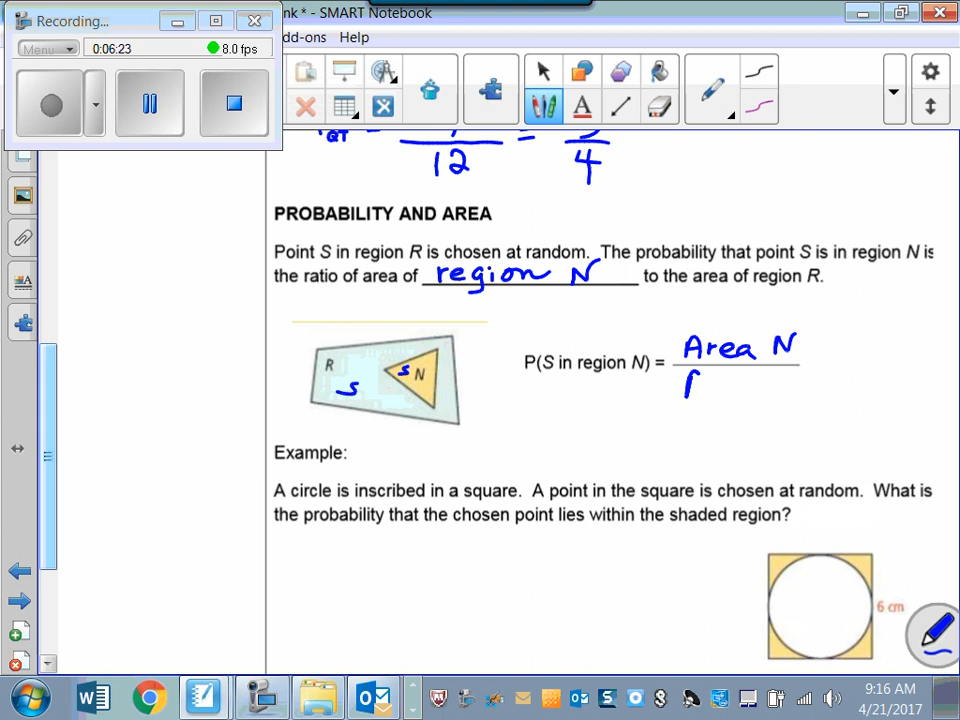 Recording...
nk * - SMART Notebook
Menu
0:06:23
8.0 fps
dd-ons Help
12
4
PROBABILITY AND AREA
Point S in region R is chosen at random. The probability that point S is in region N is
the ratio of area of region N to the area of region R.
R
S
S
N
P(S in region N) =
Area N
Example:
A circle is inscribed in a square. A point in the square is chosen at random. What is
the probability that the chosen point lies within the shaded region?
6 cm
9:16 AM
4/21/2017